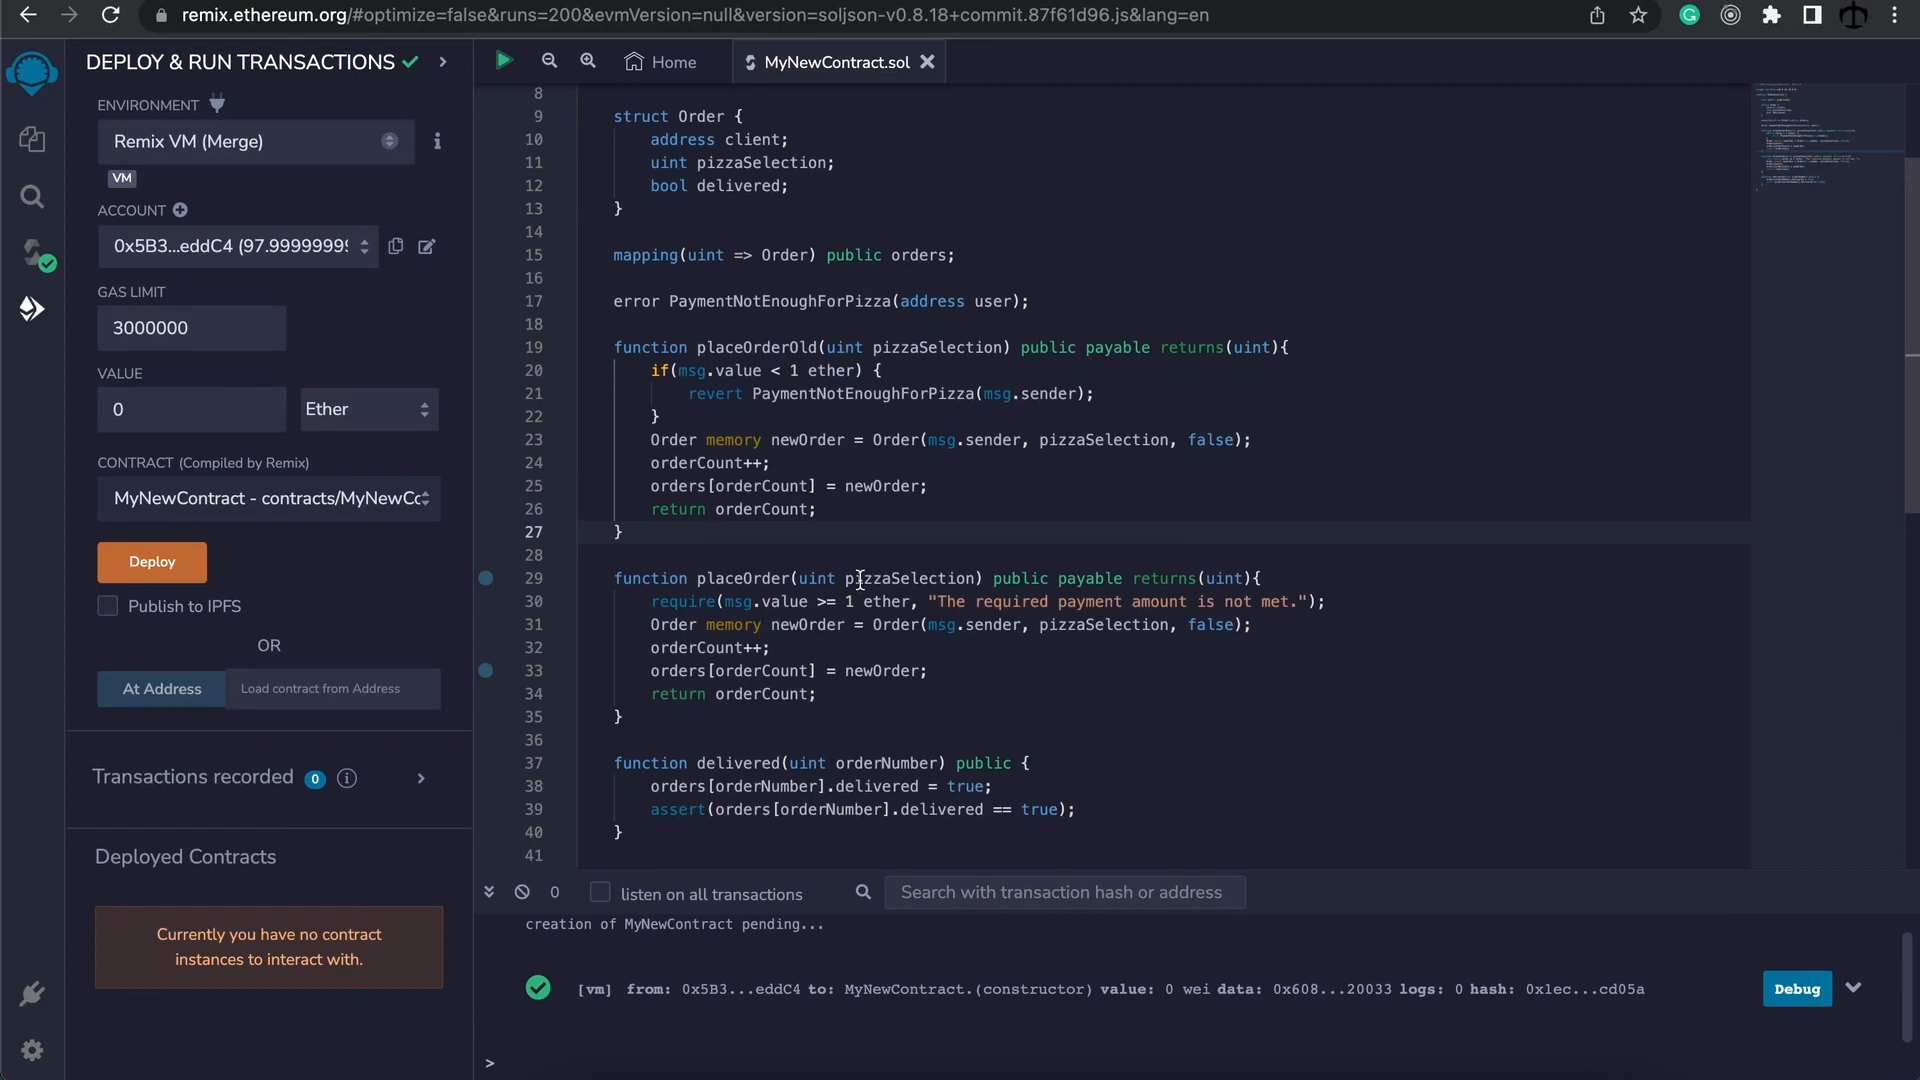 remix.ethereum.org/#optimize=false&runs=200&evmVersion=null&version=soljson-v0.8.18+commit.87f61d96.js&lang=en
DEPLOY & RUN TRANSACTIONS
ENVIRONMENT
Remix VM (Merge)
VM
ACCOUNT
0x5B3...eddC4 (97.9999999
GAS LIMIT
3000000
VALUE
0
Ether
CONTRACT (Compiled by Remix)
MyNewContract - contracts/MyNewCo
Deploy
Publish to IPFS
OR
At Address
Load contract from Address
Transactions recorded 0
Deployed Contracts
Currently you have no contract
instances to interact with.
Home
MyNewContract.sol
8
9 struct Order {
10 address client;
11 uint pizzaSelection;
12 bool delivered;
13 }
14
15 mapping(uint => Order) public orders;
16
17 error PaymentNotEnoughForPizza(address user);
18
19 function placeOrderOld(uint pizzaSelection) public payable returns(uint){
20 if(msg.value < 1 ether) {
21 revert PaymentNotEnoughForPizza(msg.sender);
22 }
23 Order memory newOrder = Order(msg.sender, pizzaSelection, false);
24 orderCount++;
25 orders[orderCount] = newOrder;
26 return orderCount;
27 }
28
29 function placeOrder(uint pizzaSelection) public payable returns(uint){
30 require(msg.value >= 1 ether, "The required payment amount is not met.");
31 Order memory newOrder = Order(msg.sender, pizzaSelection, false);
32 orderCount++;
33 orders[orderCount] = newOrder;
34 return orderCount;
35 }
36
37 function delivered(uint orderNumber) public {
38 orders[orderNumber].delivered = true;
39 assert(orders[orderNumber].delivered == true);
40 }
41
0
listen on all transactions
Search with transaction hash or address
creation of MyNewContract pending...
[vm] from: 0x5B3...eddC4 to: MyNewContract.(constructor) value: 0 wei data: 0x608...20033 logs: 0 hash: 0x1ec...cd05a
Debug
>